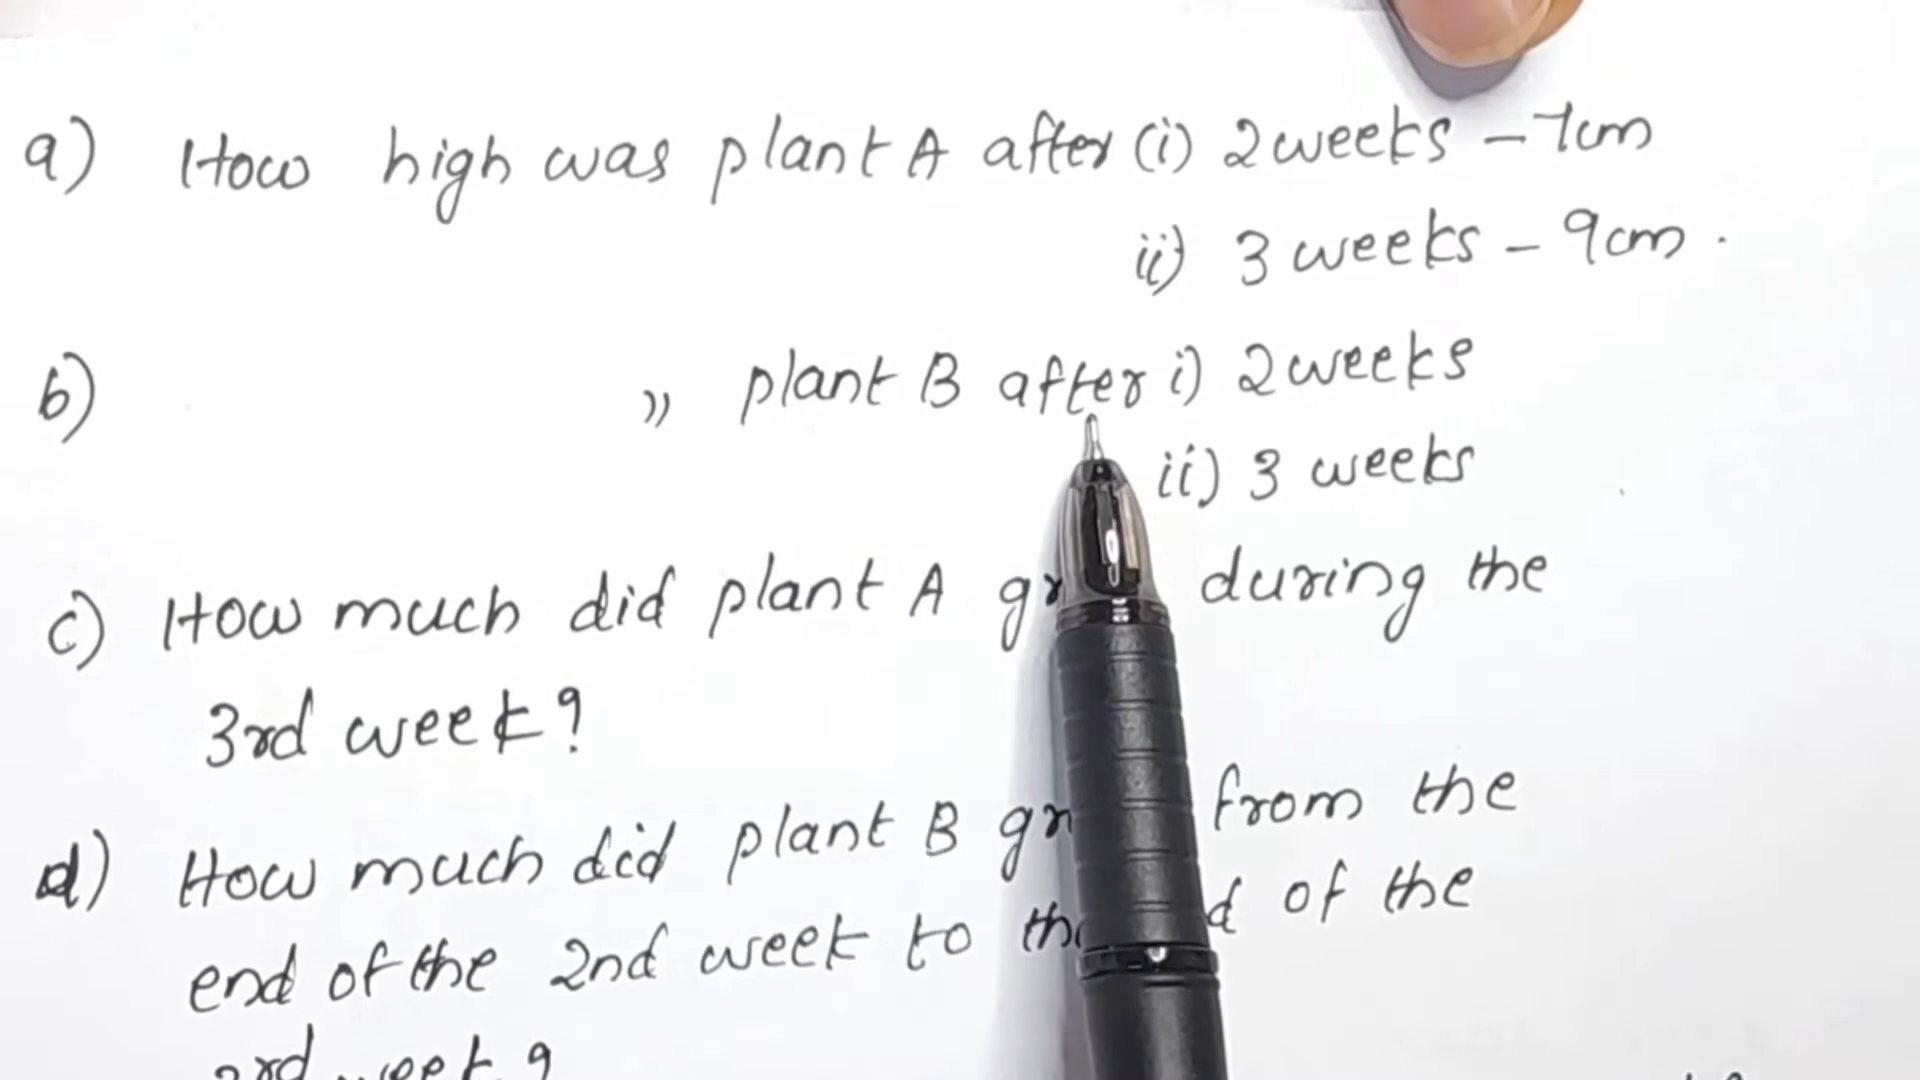 a) How high was plant A after (i) 2 weeks - 7cm
ii) 3 weeks - 9cm.
b) " plant B after i) 2 weeks
ii) 3 weeks
c) How much did plant A during the
3rd week?
d) How much did plant B from the
end of the 2nd week to of the
3rd week?